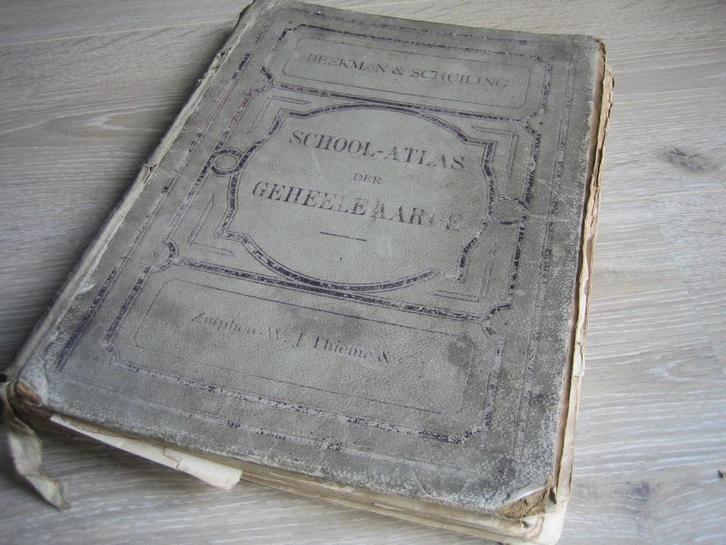 BEEKMAN & SCHUILING
SCHOOL-ATLAS
DER
GEHEELE AARDE
Zutphen W. J. Thieme &